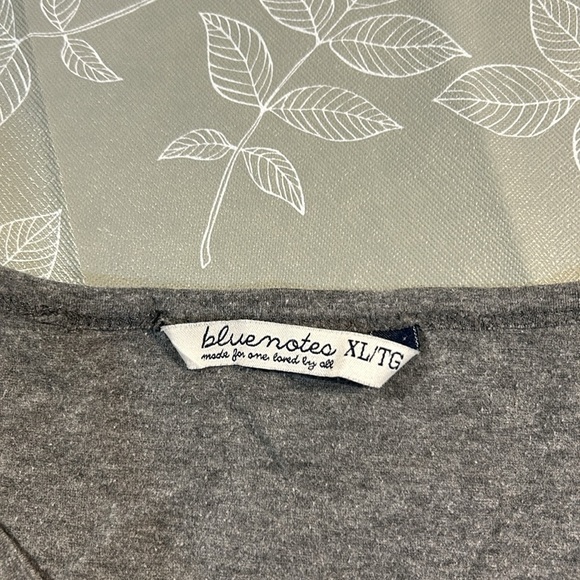 bluenotes XL/TG
made for one, loved by all